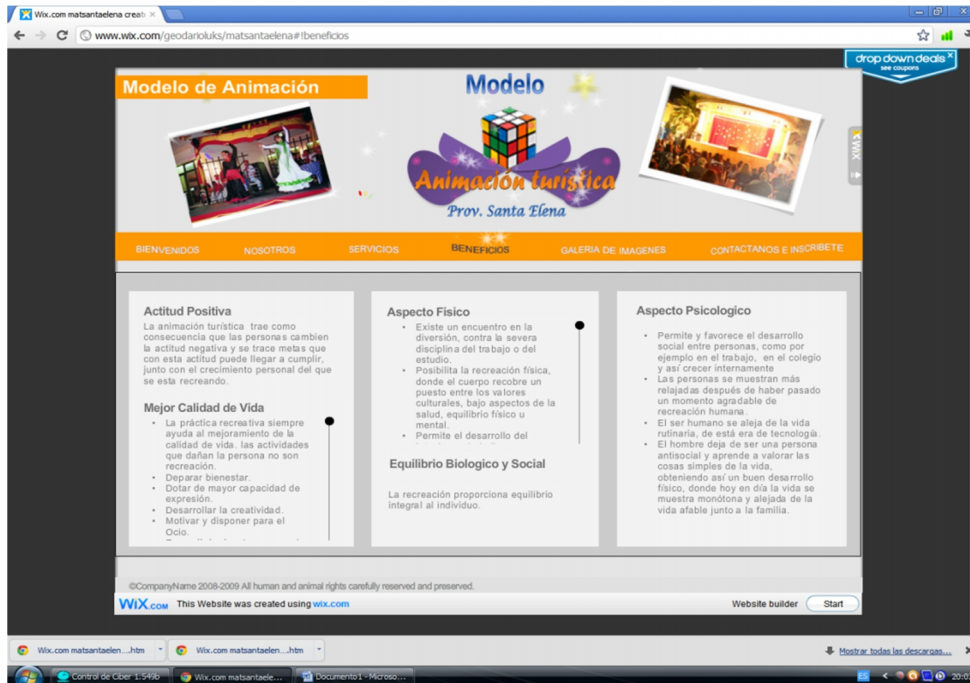 Wix.com matsantaelena creat
www.wix.com/geodarioluks/matsantaelena#!beneficios
drop down deals
see coupons
Modelo de Animación
Modelo
Animación turística
Prov. Santa Elena
WiX
BIENVENIDOS NOSOTROS SERVICIOS BENEFICIOS GALERIA DE IMAGENES CONTACTANOS E INSCRIBETE
Actitud Positiva
La animación turística trae como
consecuencia que las personas cambien
la actitud negativa y se trace metas que
con esta actitud puede llegar a cumplir,
junto con el crecimiento personal del que
se esta recreando.
Mejor Calidad de Vida
• La práctica recreativa siempre
ayuda al mejoramiento de la
calidad de vida. las actividades
que dañan la persona no son
recreación.
• Deparar bienestar.
• Dotar de mayor capacidad de
expresión.
• Desarrollar la creatividad.
• Motivar y disponer para el
Ocio.
Aspecto Fisico
• Existe un encuentro en la
diversión, contra la severa
disciplina del trabajo o del
estudio.
• Posibilita la recreación física,
donde el cuerpo recobre un
puesto entre los valores
culturales, bajo aspectos de la
salud, equilibrio físico u
mental.
• Permite el desarrollo del
Equilibrio Biologico y Social
La recreación proporciona equilibrio
integral al individuo.
Aspecto Psicologico
• Permite y favorece el desarrollo
social entre personas, como por
ejemplo en el trabajo, en el colegio
y así crecer internamente
• Las personas se muestran más
relajadas después de haber pasado
un momento agradable de
recreación humana.
• El ser humano se aleja de la vida
rutinaria, de está era de tecnología.
• El hombre deja de ser una persona
antisocial y aprende a valorar las
cosas simples de la vida,
obteniendo así un buen desarrollo
físico, donde hoy en día la vida se
muestra monótona y alejada de la
vida afable junto a la familia.
©CompanyName 2008-2009 All human and animal rights carefully reserved and preserved.
WiX.COM This Website was created using wix.com Website builder Start
Wix.com matsantaelen....htm Wix.com matsantaelen....htm Mostrar todas las descargas...
Control de Ciber 1.549b Wix.com matsantaele... Documento1 - Microso... ES